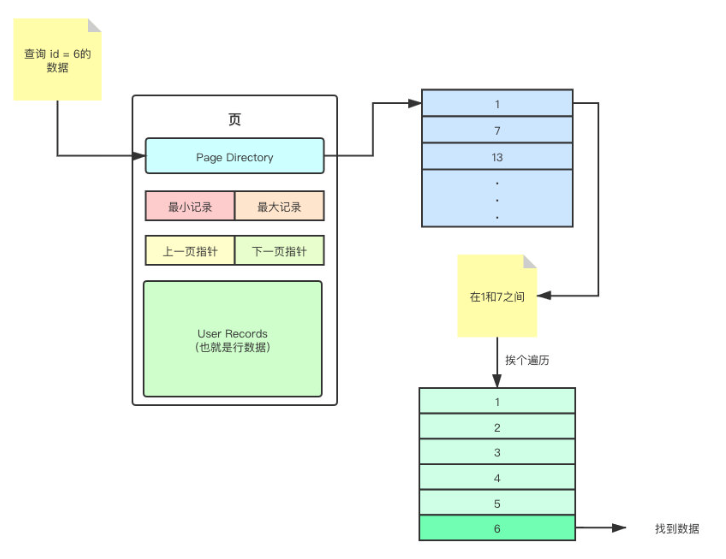 查询 id = 6的
数据
页
Page Directory
最小记录
最大记录
上一页指针
下一页指针
User Records
(也就是行数据)
1
7
13
.
.
.
在1和7之间
挨个遍历
1
2
3
4
5
6
找到数据